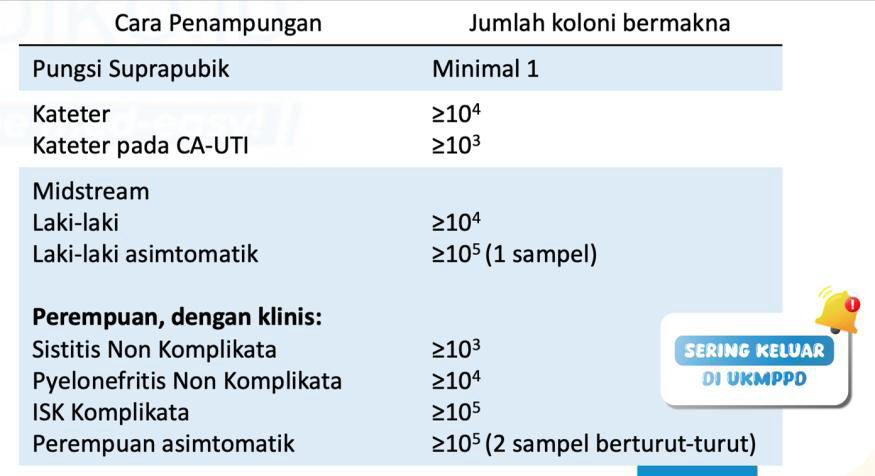 Cara Penampungan Jumlah koloni bermakna
Pungsi Suprapubik Minimal 1
Kateter ≥10⁴
Kateter pada CA-UTI ≥10³
Midstream
Laki-laki ≥10⁴
Laki-laki asimtomatik ≥10⁵ (1 sampel)
Perempuan, dengan klinis:
Sistitis Non Komplikata ≥10³
Pyelonefritis Non Komplikata ≥10⁴
ISK Komplikata ≥10⁵
Perempuan asimtomatik ≥10⁵ (2 sampel berturut-turut)
SERING KELUAR
DI UKMPPD